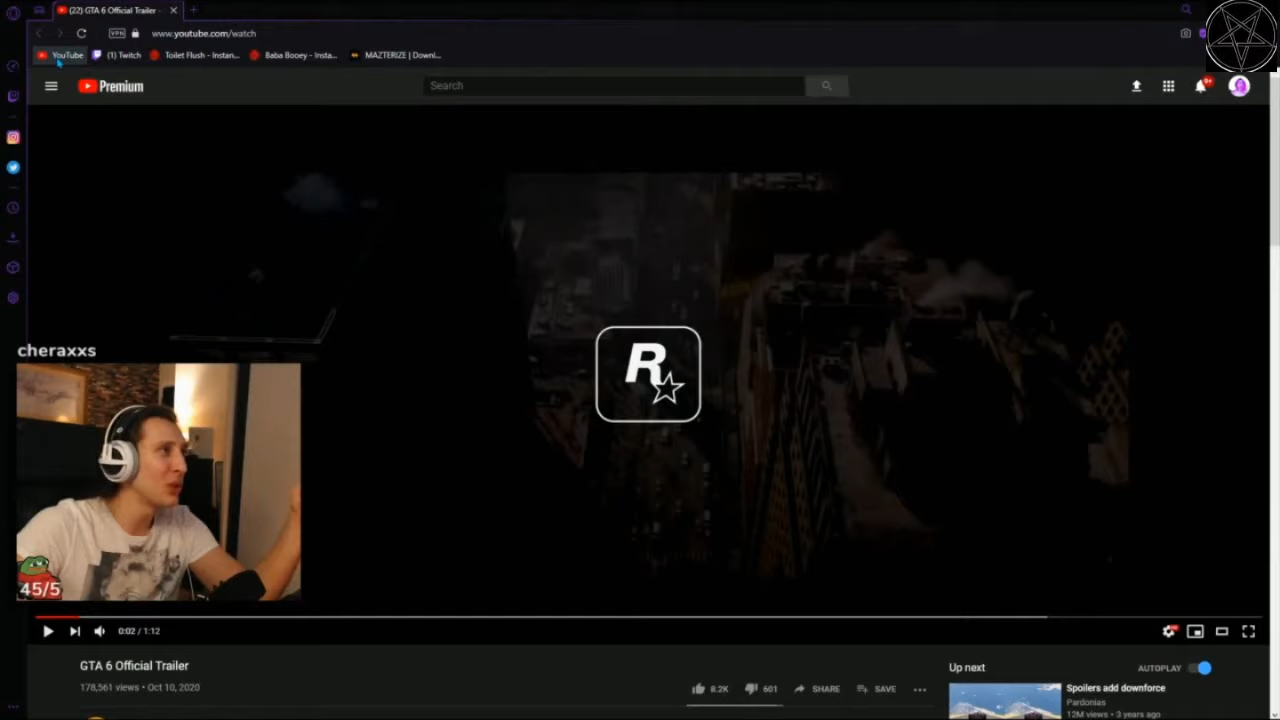 (22) GTA 6 Official Trailer -
VPN
www.youtube.com/watch
YouTube
(1) Twitch
Toilet Flush - Instan...
Baba Booey - Insta...
MAZTERIZE | Downl...
Premium
Search
9+
R
cheraxxs
45/5
0:02 / 1:12
GTA 6 Official Trailer
178,561 views • Oct 10, 2020
8.2K
601
SHARE
SAVE
Up next
AUTOPLAY
Spoilers add downforce
Pardonias
12M views • 3 years ago